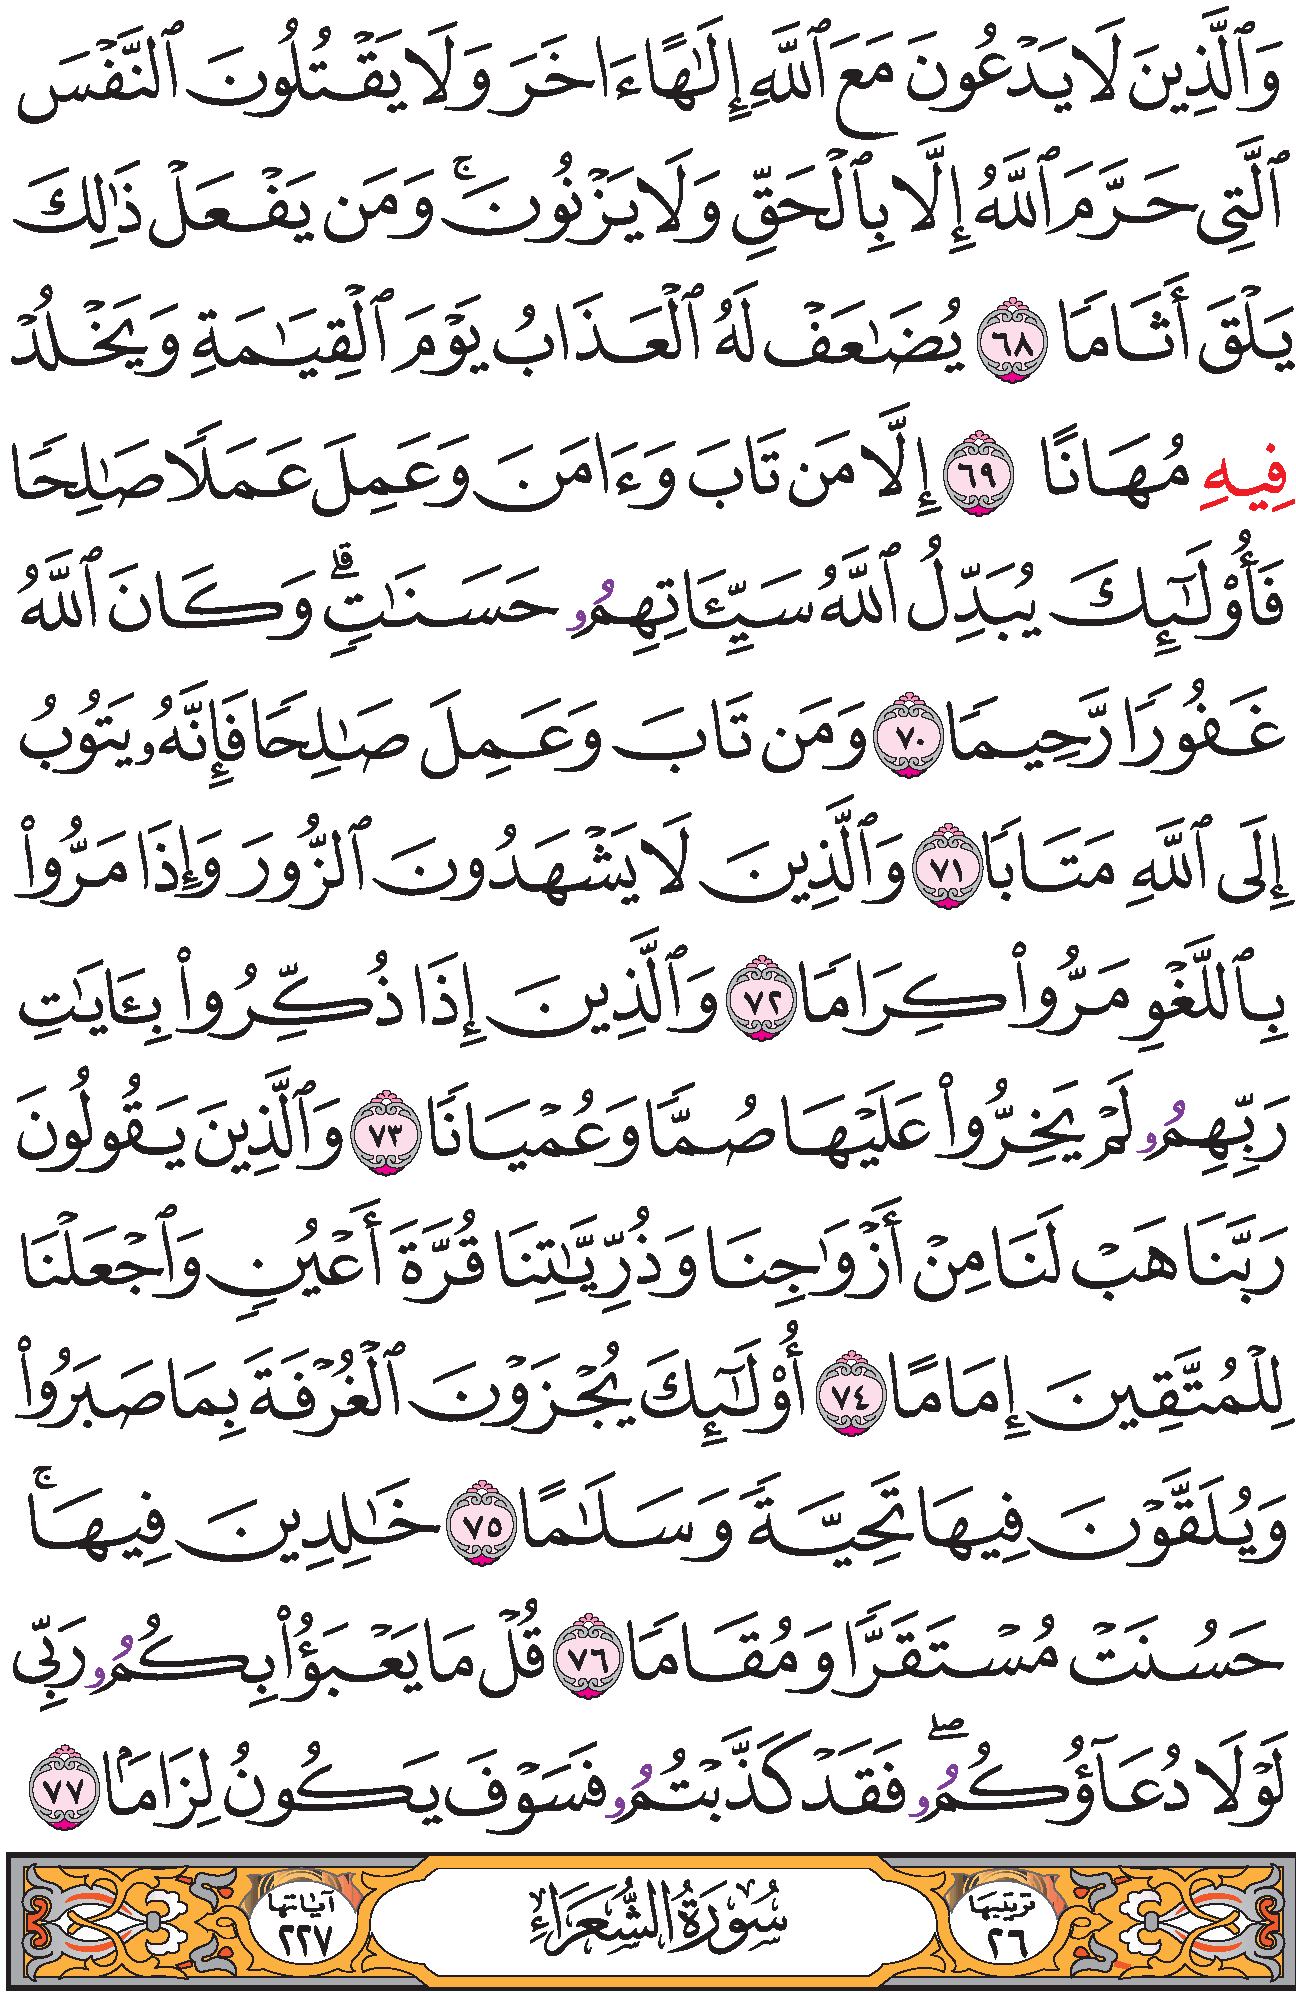 وَٱلَّذِينَ لَا يَدۡعُونَ مَعَ ٱللَّهِ إِلَٰهًا ءَاخَرَ وَلَا يَقۡتُلُونَ ٱلنَّفۡسَ
ٱلَّتِي حَرَّمَ ٱللَّهُ إِلَّا بِٱلۡحَقِّ وَلَا يَزۡنُونَۚ وَمَن يَفۡعَلۡ ذَٰلِكَ
يَلۡقَ أَثَامٗا ٦٨ يُضَٰعَفۡ لَهُ ٱلۡعَذَابُ يَوۡمَ ٱلۡقِيَٰمَةِ وَيَخۡلُدۡ
فِيهِ مُهَانًا ٦٩ إِلَّا مَن تَابَ وَءَامَنَ وَعَمِلَ عَمَلٗا صَٰلِحٗا
فَأُوْلَٰٓئِكَ يُبَدِّلُ ٱللَّهُ سَيِّـَٔاتِهِمُۥ حَسَنَٰتٖۗ وَكَانَ ٱللَّهُ
غَفُورٗا رَّحِيمٗا ٧٠ وَمَن تَابَ وَعَمِلَ صَٰلِحٗا فَإِنَّهُۥ يَتُوبُ
إِلَى ٱللَّهِ مَتَابٗا ٧١ وَٱلَّذِينَ لَا يَشۡهَدُونَ ٱلزُّورَ وَإِذَا مَرُّواْ
بِٱللَّغۡوِ مَرُّواْ كِرَامٗا ٧٢ وَٱلَّذِينَ إِذَا ذُكِّرُواْ بِـَٔايَٰتِ
رَبِّهِمُۥ لَمۡ يَخِرُّواْ عَلَيۡهَا صُمّٗا وَعُمۡيَانٗا ٧٣ وَٱلَّذِينَ يَقُولُونَ
رَبَّنَا هَبۡ لَنَا مِنۡ أَزۡوَٰجِنَا وَذُرِّيَّٰتِنَا قُرَّةَ أَعۡيُنٖ وَٱجۡعَلۡنَا
لِلۡمُتَّقِينَ إِمَامًا ٧٤ أُوْلَٰٓئِكَ يُجۡزَوۡنَ ٱلۡغُرۡفَةَ بِمَا صَبَرُواْ
وَيُلَقَّوۡنَ فِيهَا تَحِيَّةٗ وَسَلَٰمًا ٧٥ خَٰلِدِينَ فِيهَاۚ
حَسُنَتۡ مُسۡتَقَرّٗا وَمُقَامٗا ٧٦ قُلۡ مَا يَعۡبَؤُاْ بِكُمُۥ رَبِّي
لَوۡلَا دُعَآؤُكُمُۥۖ فَقَدۡ كَذَّبۡتُمُۥ فَسَوۡفَ يَكُونُ لِزَامَۢا ٧٧
ترتيبها ٢٦ سُورَةُ الشُّعَرَاءِ آياتها ٢٢٧